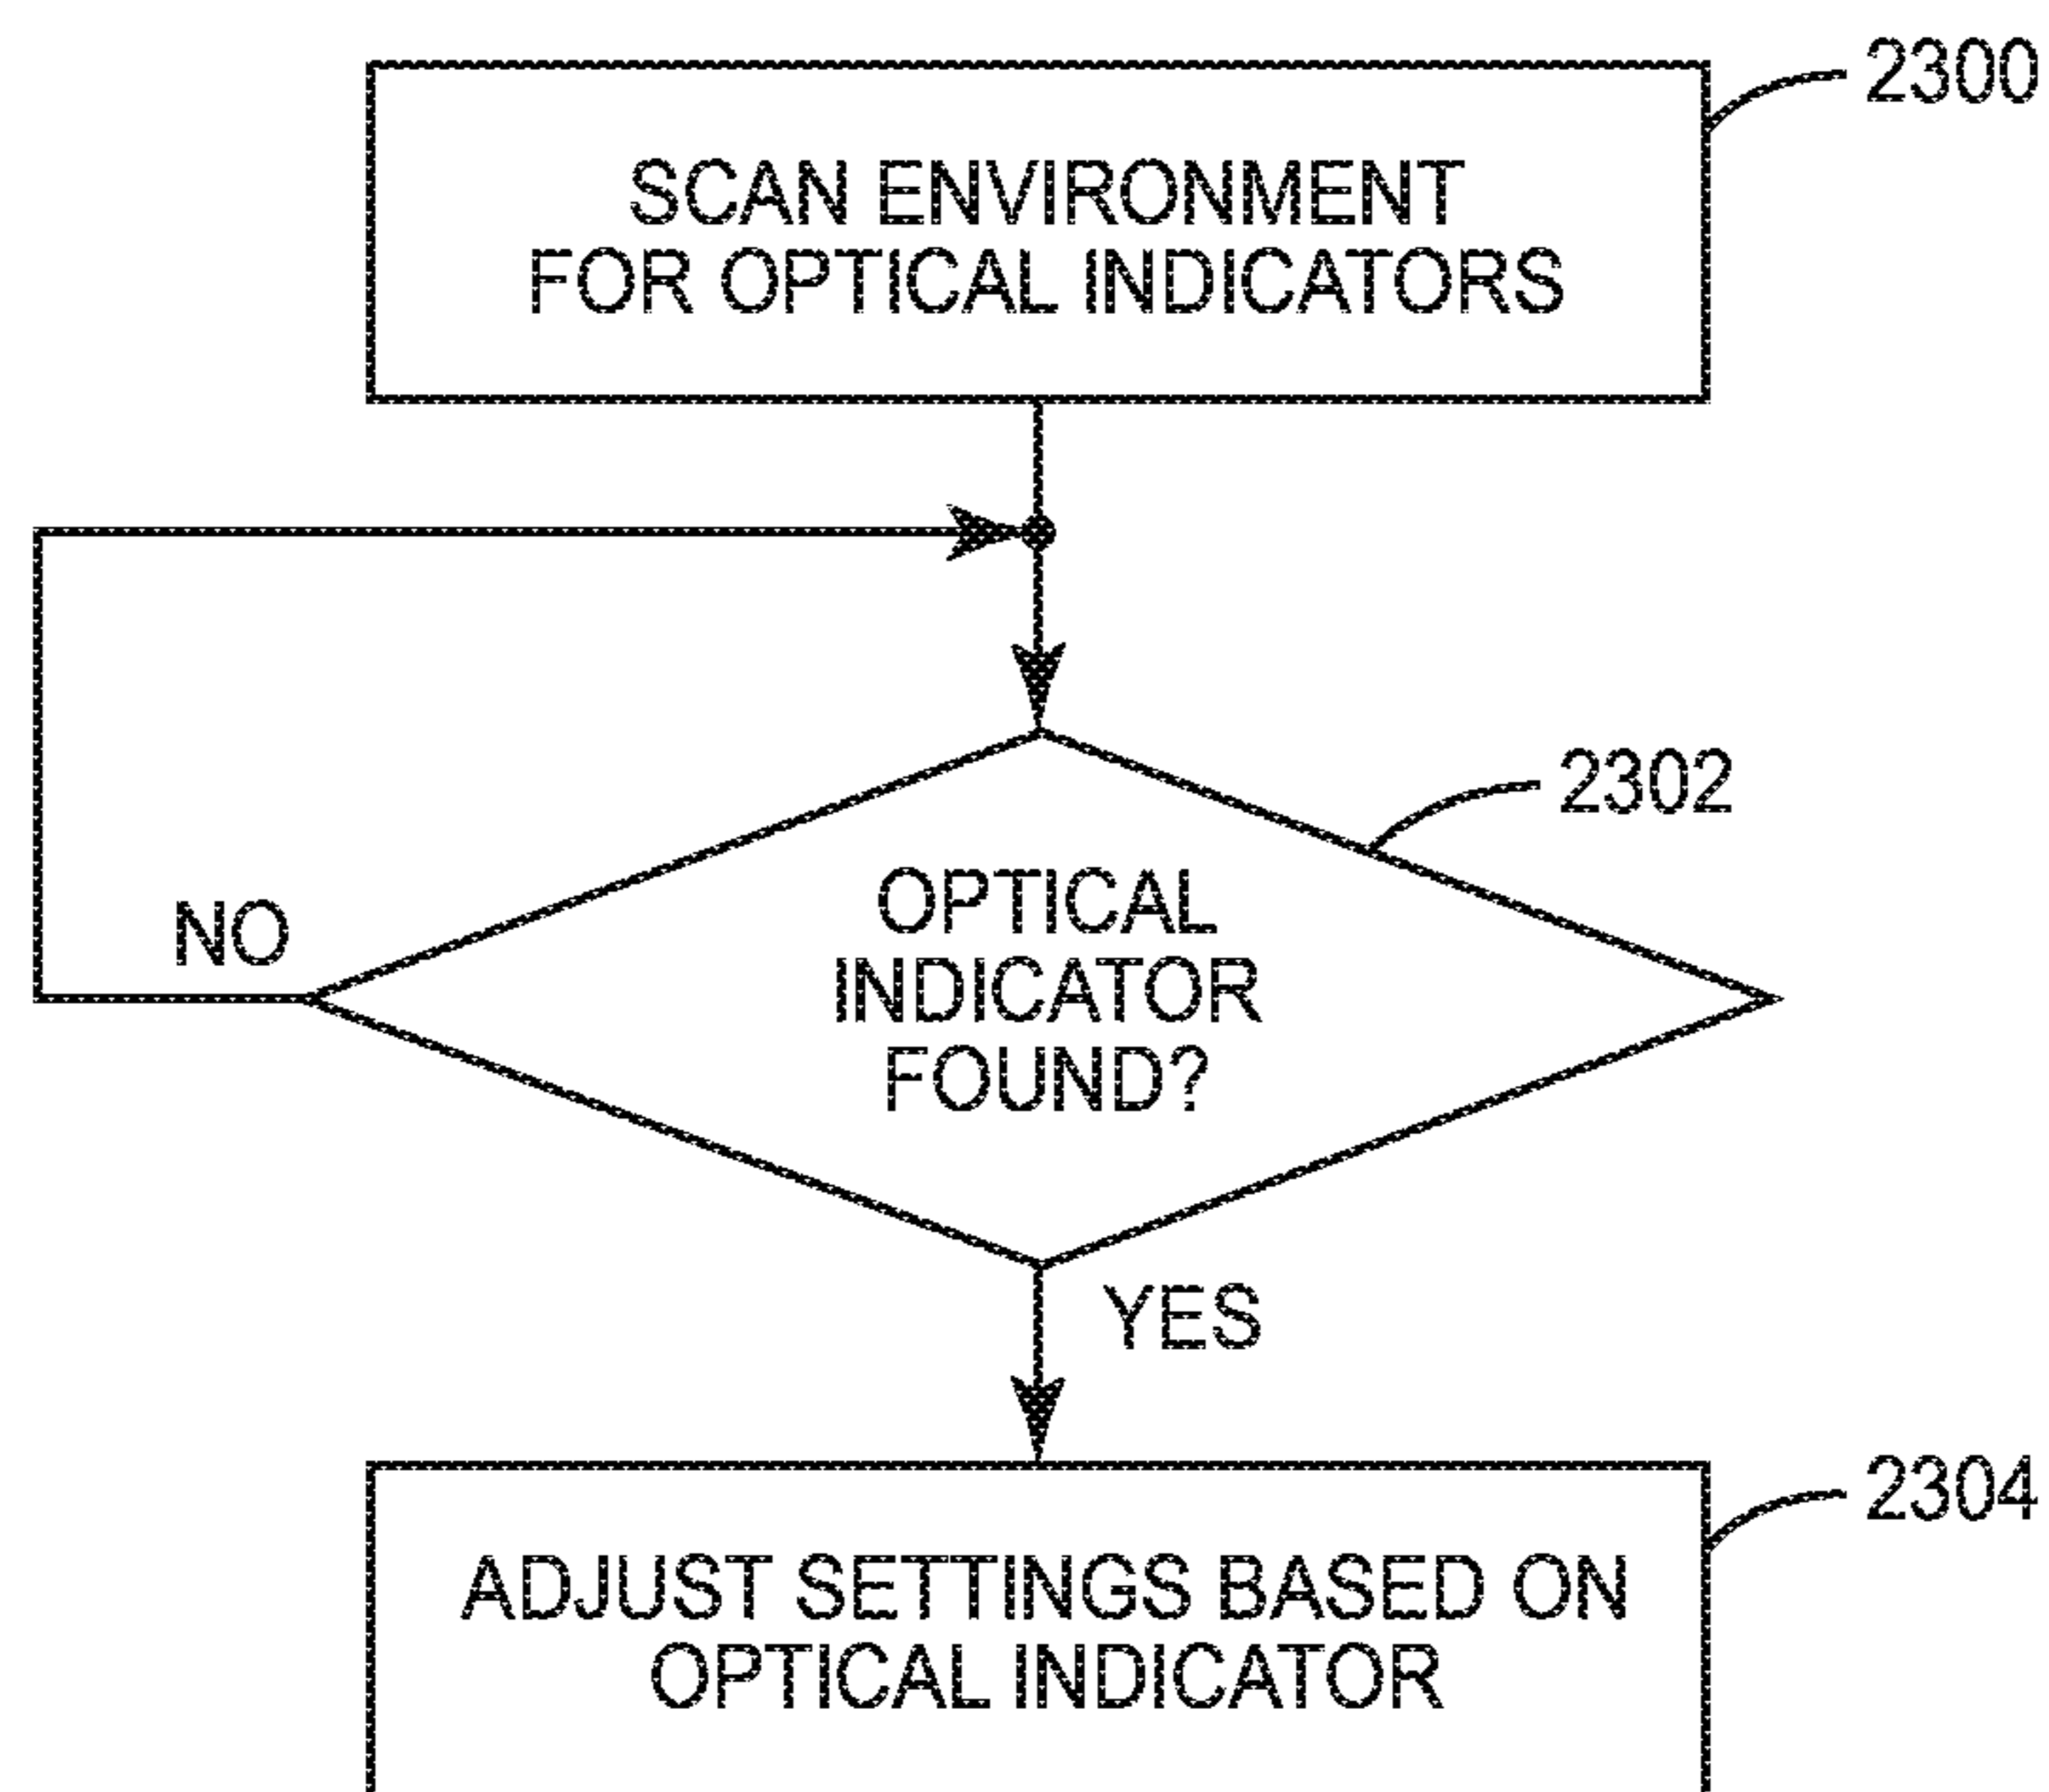 2300
SCAN ENVIRONMENT
FOR OPTICAL INDICATORS
2302
OPTICAL
INDICATOR
FOUND?
NO
YES
2304
ADJUST SETTINGS BASED ON
OPTICAL INDICATOR